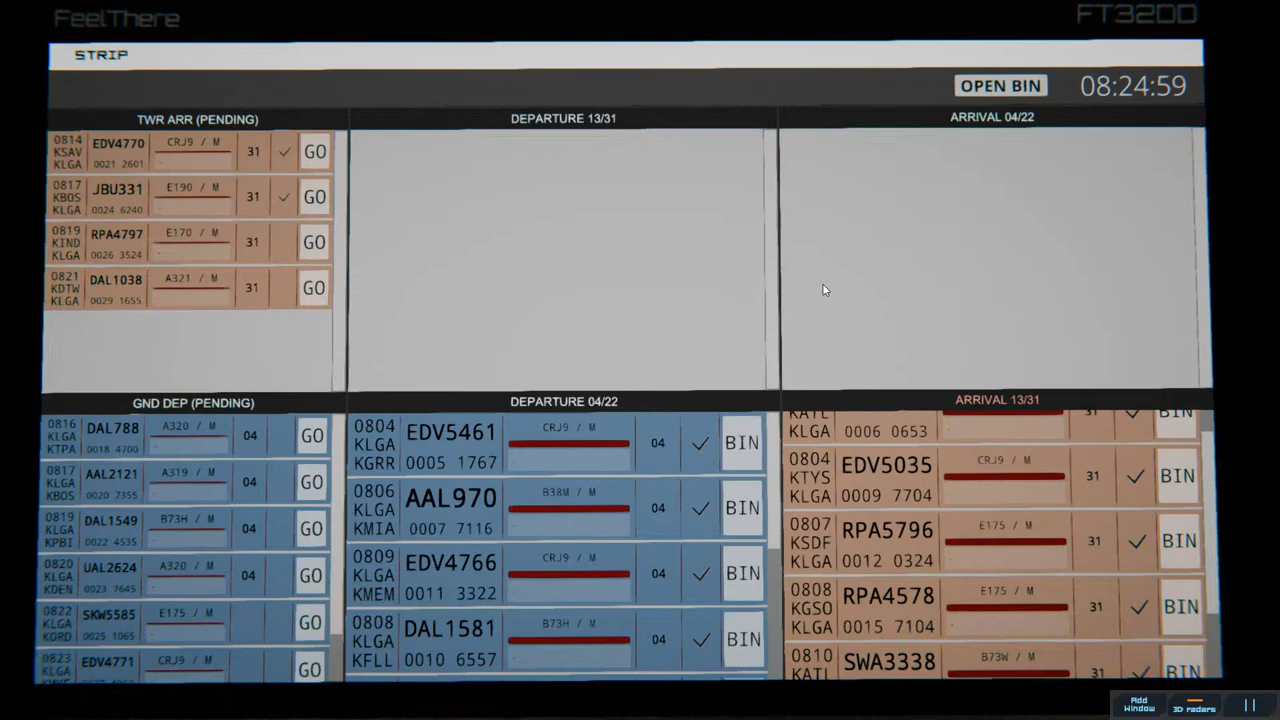 FeelThere
FT32DD
STRIP
OPEN BIN
08:24:59
TWR ARR (PENDING)
0814 KSAV KLGA EDV4770 0021 2601 CRJ9 / M 31 GO
0817 KBOS KLGA JBU331 0024 6240 E190 / M 31 GO
0819 KIND KLGA RPA4797 0026 3524 E170 / M 31 GO
0821 KDTW KLGA DAL1038 0029 1655 A321 / M 31 GO
DEPARTURE 13/31
ARRIVAL 04/22
GND DEP (PENDING)
0816 KLGA KTPA DAL788 0018 4700 A320 / M 04 GO
0817 KLGA KBOS AAL2121 0020 7355 A319 / M 04 GO
0819 KLGA KPBI DAL1549 0022 4535 B73H / M 04 GO
0820 KLGA KDEN UAL2624 0023 7645 A320 / M 04 GO
0822 KLGA KORD SKW5585 0025 1065 E175 / M GO
0823 KLGA EDV4771 CRJ9 / M GO
DEPARTURE 04/22
0804 KLGA KGRR EDV5461 0005 1767 CRJ9 / M 04 BIN
0806 KLGA KMIA AAL970 0007 7116 B38M / M 04 BIN
0809 KLGA KMEM EDV4766 0011 3322 CRJ9 / M 04 BIN
0808 KLGA KFLL DAL1581 0010 6557 B73H / M 04 BIN
ARRIVAL 13/31
KATL KLGA 0006 0653 31 BIN
0804 KTYS KLGA EDV5035 0009 7704 CRJ9 / M 31 BIN
0807 KSDF KLGA RPA5796 0012 0324 E175 / M 31 BIN
0808 KGSO KLGA RPA4578 0015 7104 E175 / M 31 BIN
0810 KATL SWA3338 B73W / M 31 BIN
Add Window
3D radars